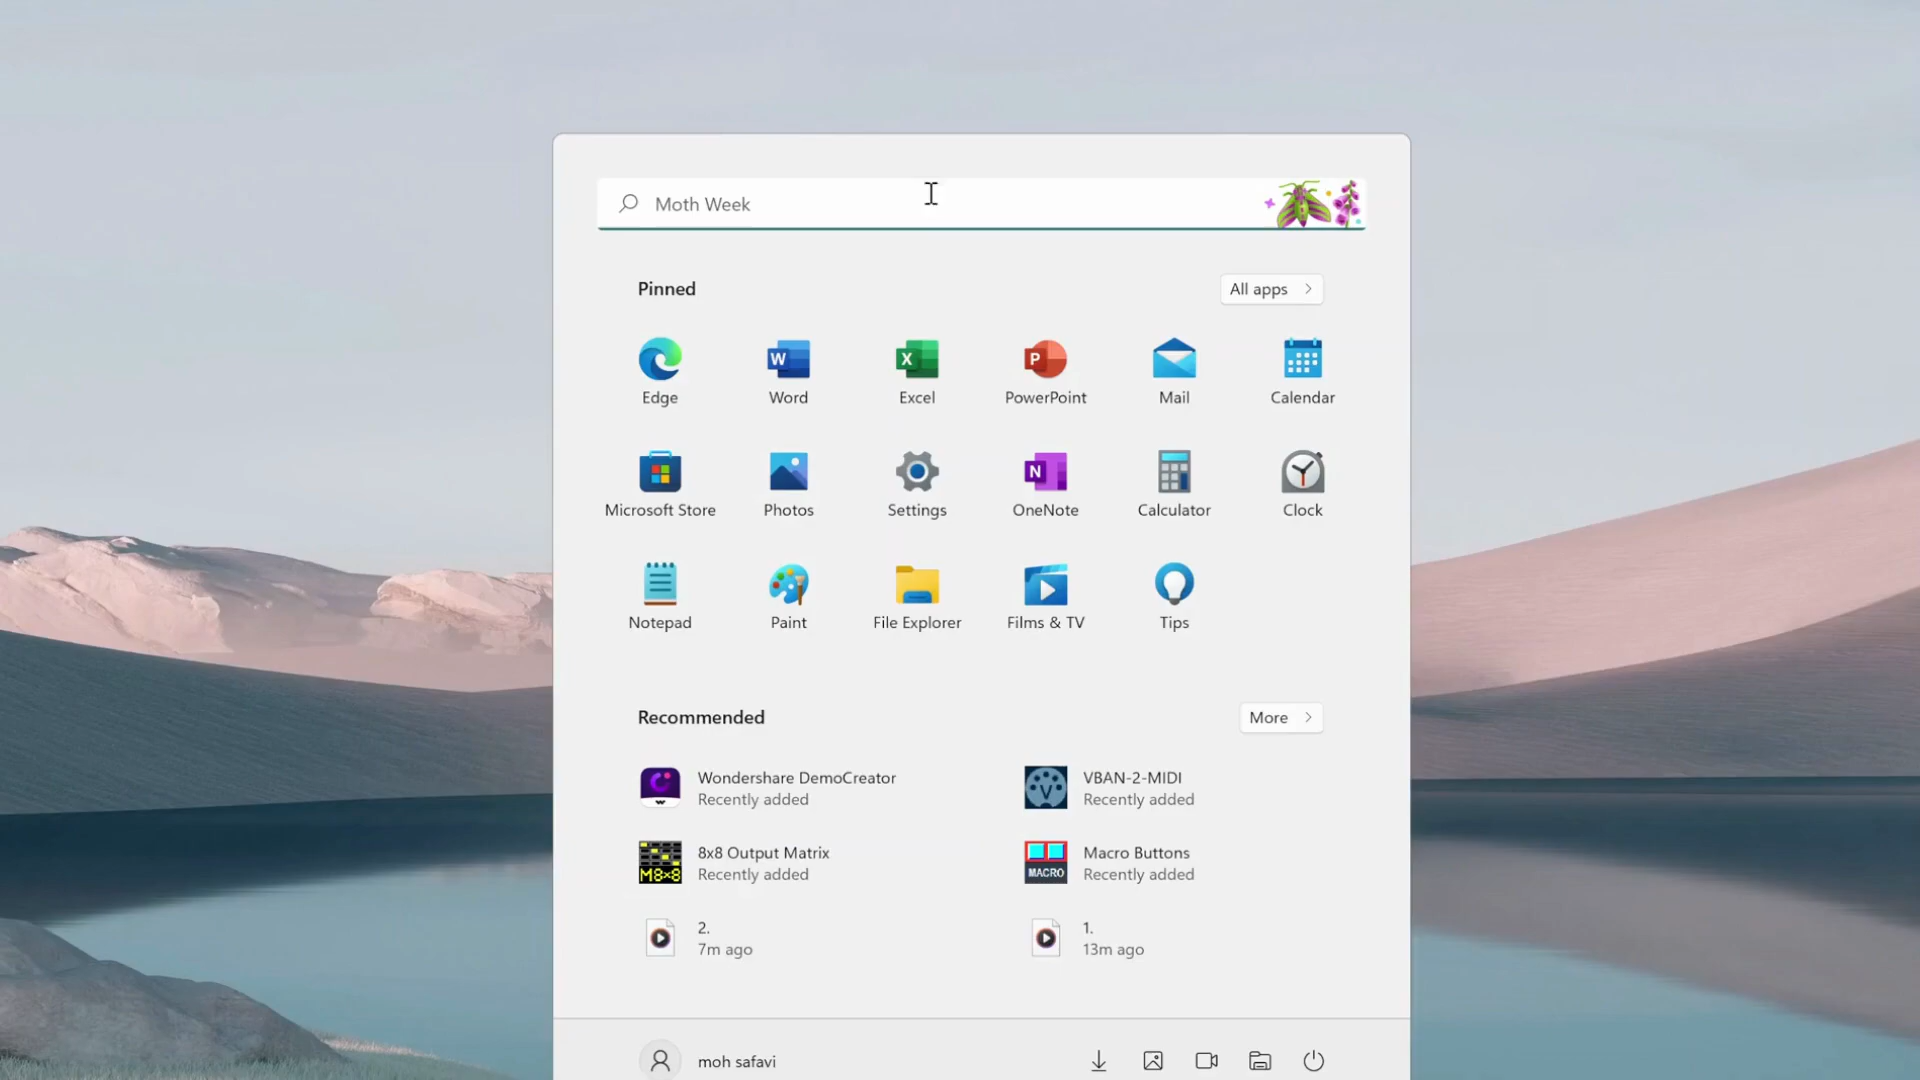 Moth Week
Pinned
All apps
Edge
Word
Excel
PowerPoint
Mail
Calendar
Microsoft Store
Photos
Settings
OneNote
Calculator
Clock
Notepad
Paint
File Explorer
Films & TV
Tips
Recommended
More
Wondershare DemoCreator
Recently added
VBAN-2-MIDI
Recently added
M8x8
8x8 Output Matrix
Recently added
MACRO
Macro Buttons
Recently added
2.
7m ago
1.
13m ago
moh safavi